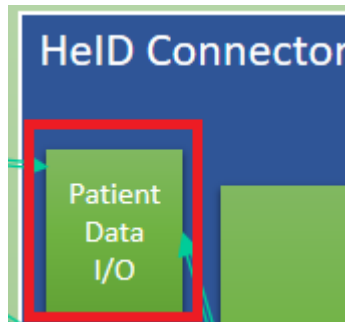 HeID Connector
Patient
Data
I/O